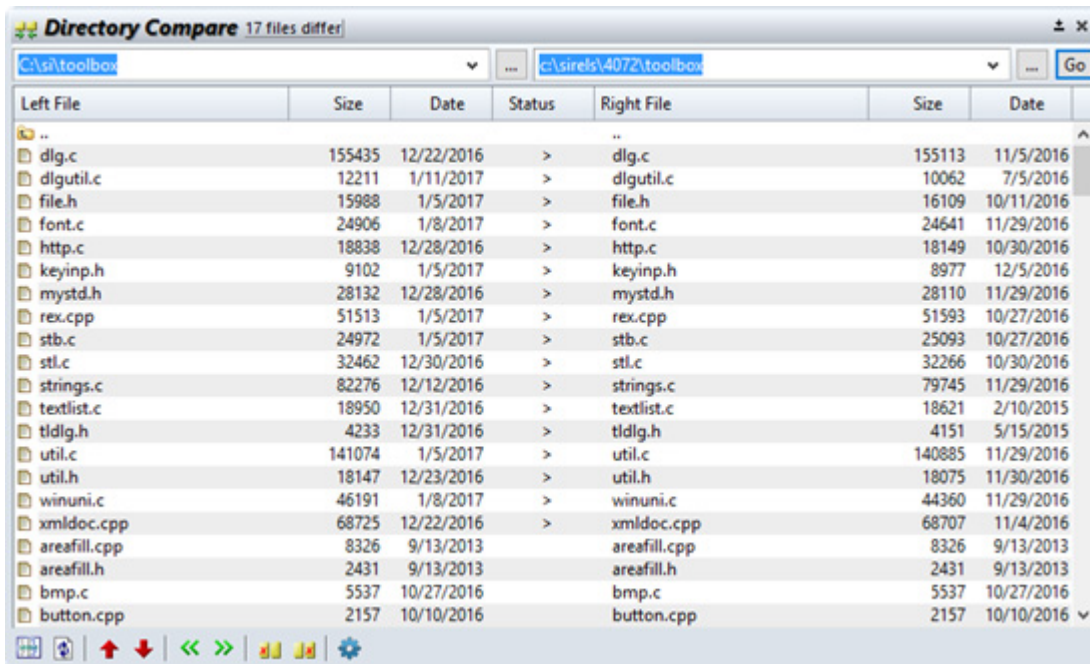 Directory Compare 17 files differ
C:\si\toolbox ... c:\sirels\4072\toolbox ... Go
Left File Size Date Status Right File Size Date
.. ..
dlg.c 155435 12/22/2016 > dlg.c 155113 11/5/2016
dlgutil.c 12211 1/11/2017 > dlgutil.c 10062 7/5/2016
file.h 15988 1/5/2017 > file.h 16109 10/11/2016
font.c 24906 1/8/2017 > font.c 24641 11/29/2016
http.c 18838 12/28/2016 > http.c 18149 10/30/2016
keyinp.h 9102 1/5/2017 > keyinp.h 8977 12/5/2016
mystd.h 28132 12/28/2016 > mystd.h 28110 11/29/2016
rex.cpp 51513 1/5/2017 > rex.cpp 51593 10/27/2016
stb.c 24972 1/5/2017 > stb.c 25093 10/27/2016
stl.c 32462 12/30/2016 > stl.c 32266 10/30/2016
strings.c 82276 12/12/2016 > strings.c 79745 11/29/2016
textlist.c 18950 12/31/2016 > textlist.c 18621 2/10/2015
tldlg.h 4233 12/31/2016 > tldlg.h 4151 5/15/2015
util.c 141074 1/5/2017 > util.c 140885 11/29/2016
util.h 18147 12/23/2016 > util.h 18075 11/30/2016
winuni.c 46191 1/8/2017 > winuni.c 44360 11/29/2016
xmldoc.cpp 68725 12/22/2016 > xmldoc.cpp 68707 11/4/2016
areafill.cpp 8326 9/13/2013 areafill.cpp 8326 9/13/2013
areafill.h 2431 9/13/2013 areafill.h 2431 9/13/2013
bmp.c 5537 10/27/2016 bmp.c 5537 10/27/2016
button.cpp 2157 10/10/2016 button.cpp 2157 10/10/2016